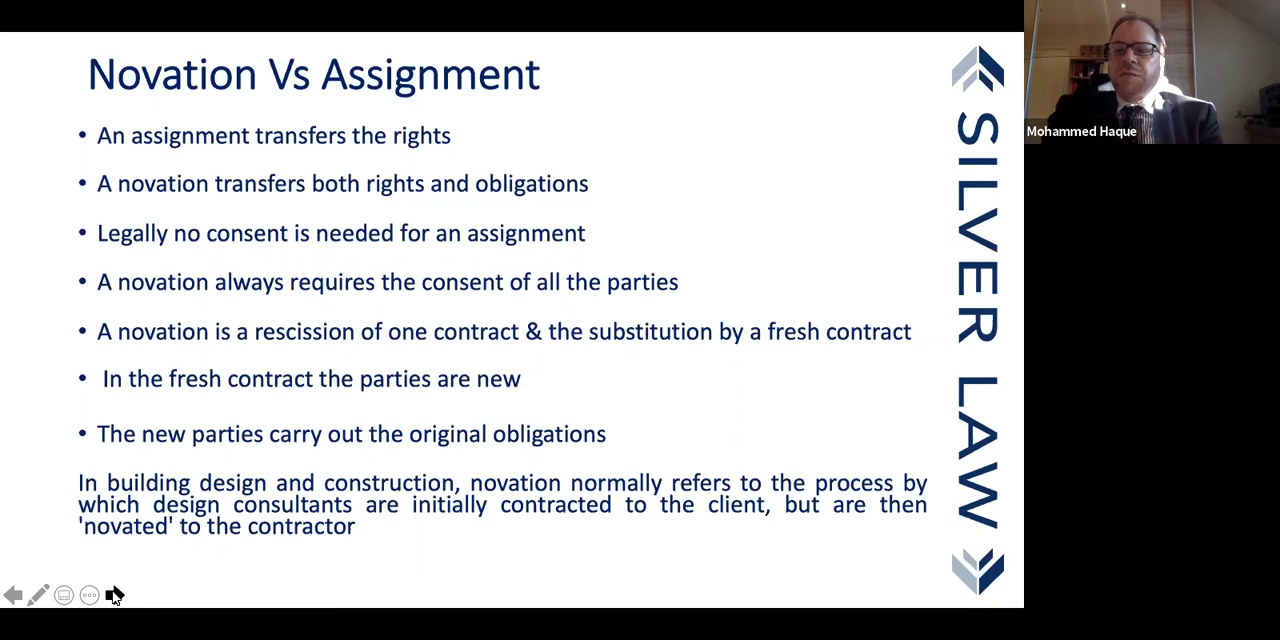 Novation Vs Assignment
• An assignment transfers the rights
• A novation transfers both rights and obligations
• Legally no consent is needed for an assignment
• A novation always requires the consent of all the parties
• A novation is a rescission of one contract & the substitution by a fresh contract
• In the fresh contract the parties are new
• The new parties carry out the original obligations
In building design and construction, novation normally refers to the process by
which design consultants are initially contracted to the client, but are then
'novated' to the contractor
SILVER LAW
Mohammed Haque